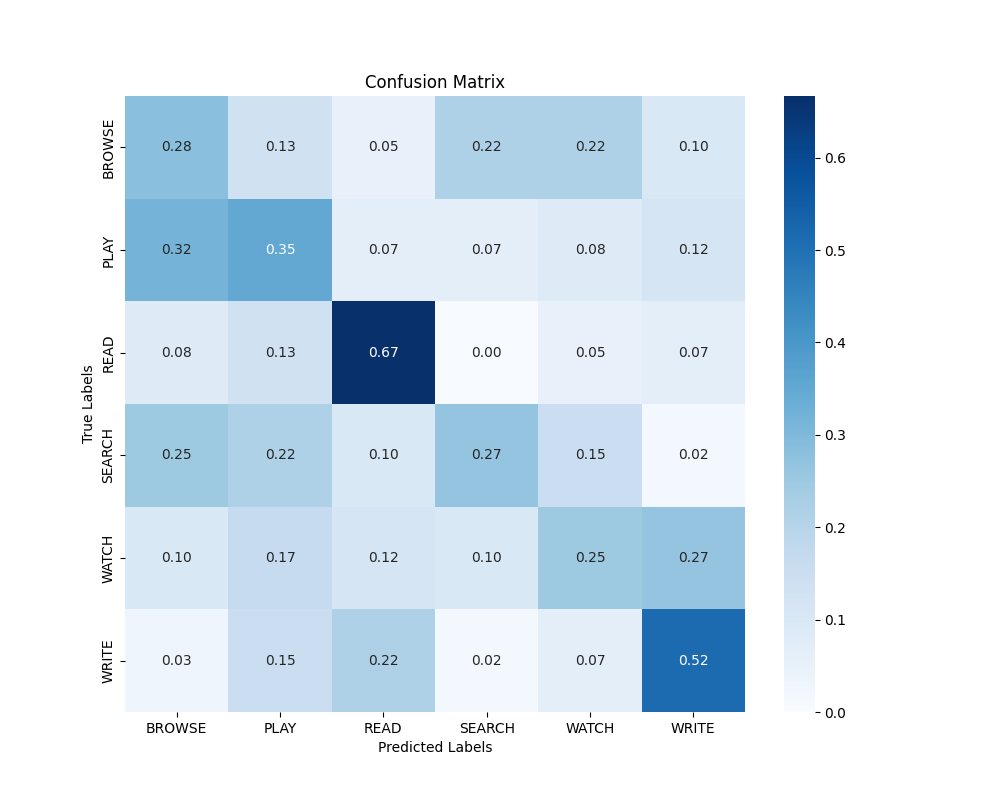 Confusion Matrix
True Labels
BROWSE 0.28 0.13 0.05 0.22 0.22 0.10
PLAY 0.32 0.35 0.07 0.07 0.08 0.12
READ 0.08 0.13 0.67 0.00 0.05 0.07
SEARCH 0.25 0.22 0.10 0.27 0.15 0.02
WATCH 0.10 0.17 0.12 0.10 0.25 0.27
WRITE 0.03 0.15 0.22 0.02 0.07 0.52
BROWSE PLAY READ SEARCH WATCH WRITE
Predicted Labels
0.6
0.5
0.4
0.3
0.2
0.1
0.0